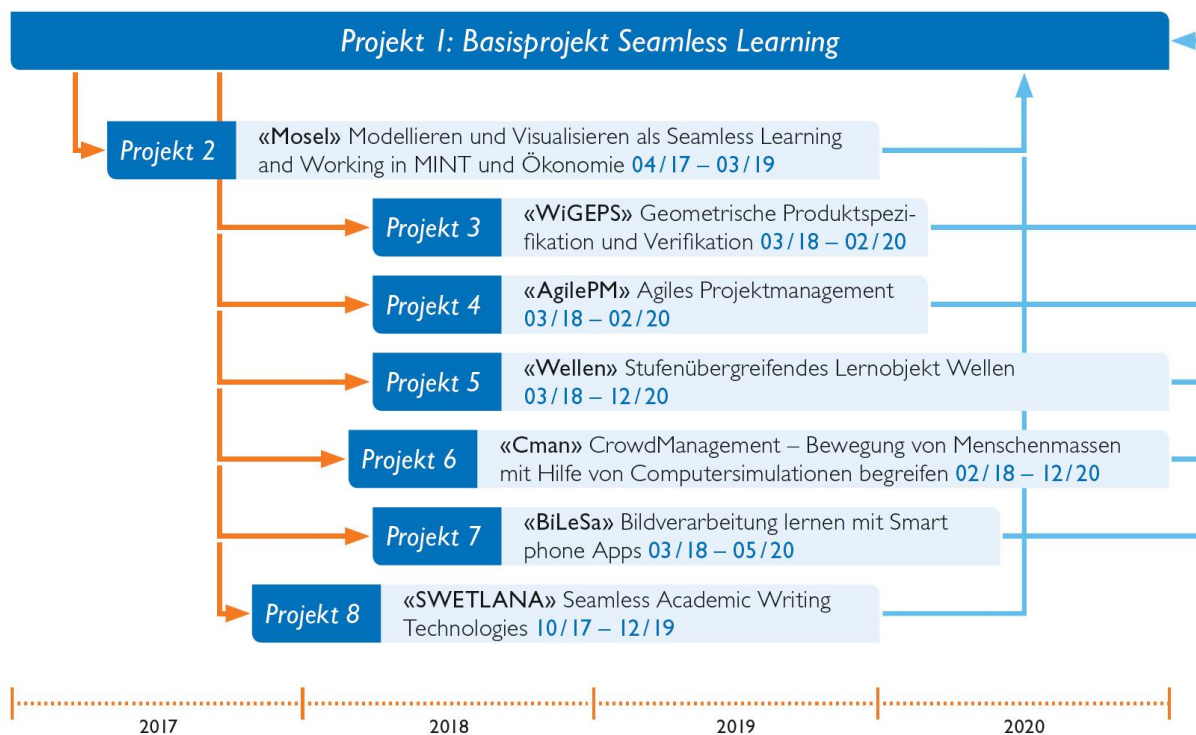 Projekt 1: Basisprojekt Seamless Learning
Projekt 2
«Mosel» Modellieren und Visualisieren als Seamless Learning
and Working in MINT und Ökonomie 04/17 – 03/19
Projekt 3
«WiGEPS» Geometrische Produktspezi-
fikation und Verifikation 03/18 – 02/20
Projekt 4
«AgilePM» Agiles Projektmanagement
03/18 – 02/20
Projekt 5
«Wellen» Stufenübergreifendes Lernobjekt Wellen
03/18 – 12/20
Projekt 6
«Cman» CrowdManagement – Bewegung von Menschenmassen
mit Hilfe von Computersimulationen begreifen 02/18 – 12/20
Projekt 7
«BiLeSa» Bildverarbeitung lernen mit Smart
phone Apps 03/18 – 05/20
Projekt 8
«SWETLANA» Seamless Academic Writing
Technologies 10/17 – 12/19
2017 2018 2019 2020